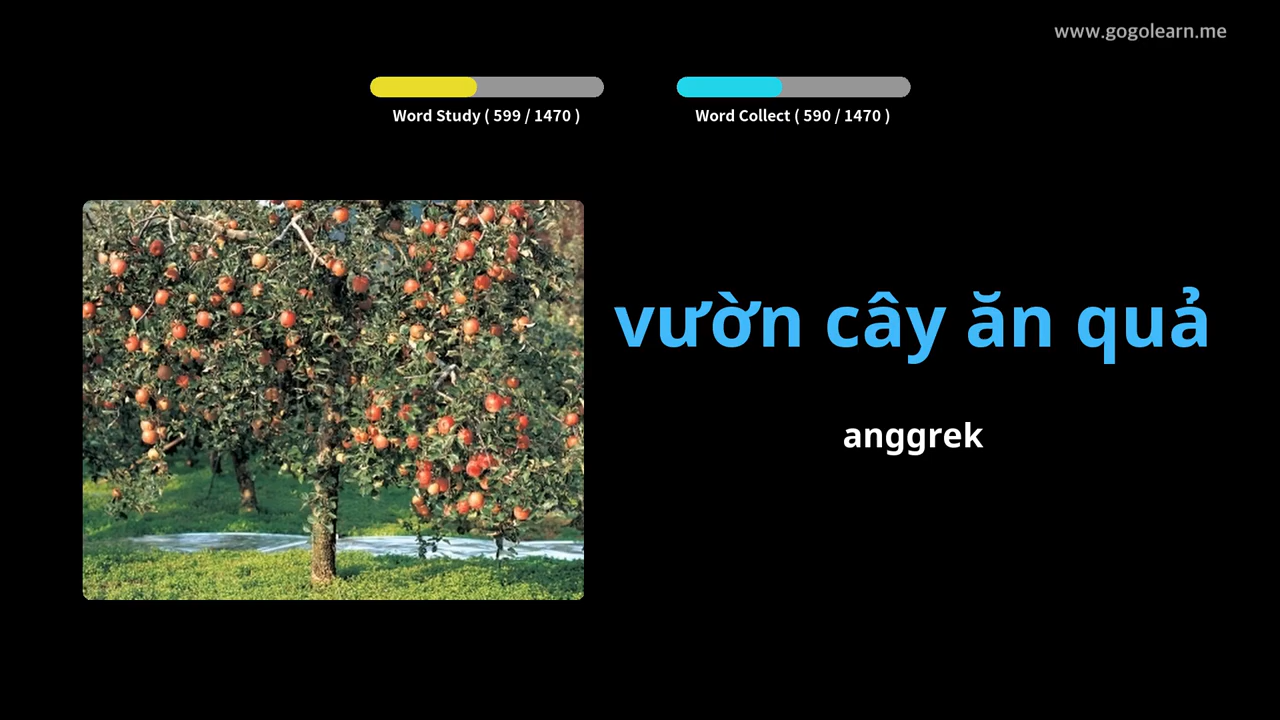 www.gogolearn.me
Word Study ( 599 / 1470 )
Word Collect ( 590 / 1470 )
vườn cây ăn quả
anggrek